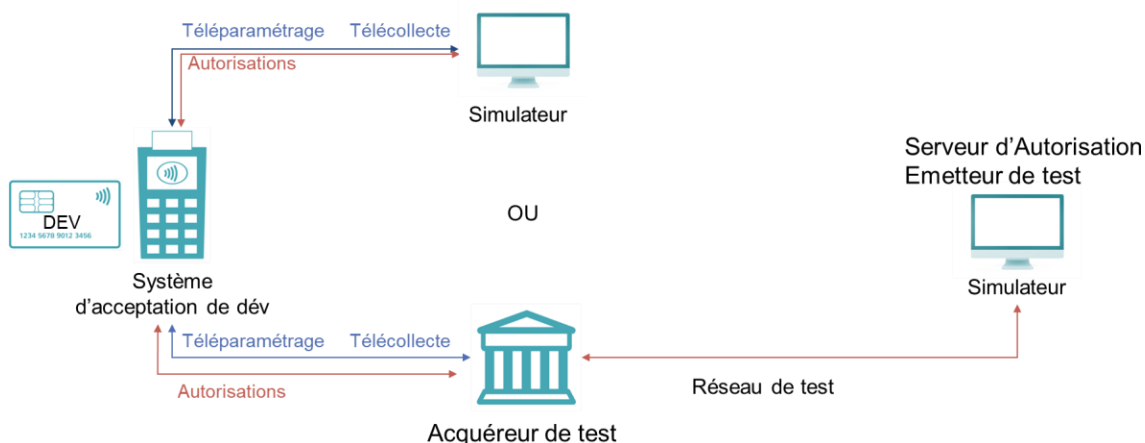 Téléparamétrage Télécollecte
Autorisations
Simulateur
Serveur d'Autorisation
Emetteur de test
OU
DEV
1234 5678 9012 3456
Système
d'acceptation de dév
Simulateur
Téléparamétrage Télécollecte
Autorisations
Réseau de test
Acquéreur de test